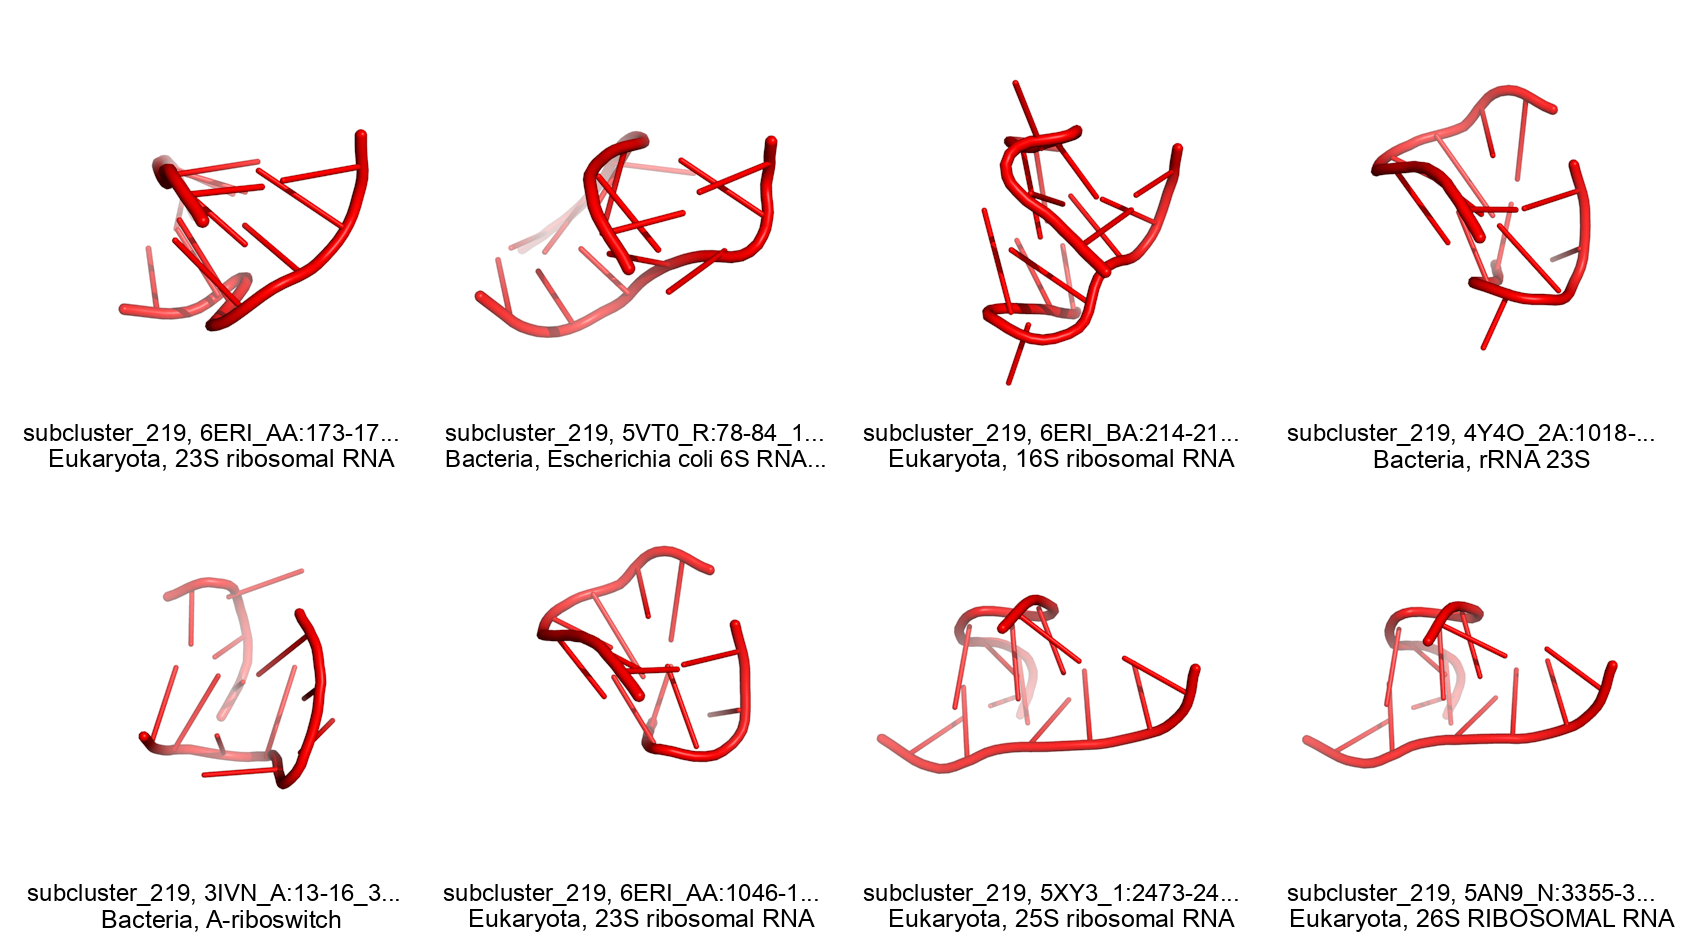 subcluster_219, 6ERI_AA:173-17...
Eukaryota, 23S ribosomal RNA
subcluster_219, 5VT0_R:78-84_1...
Bacteria, Escherichia coli 6S RNA...
subcluster_219, 6ERI_BA:214-21...
Eukaryota, 16S ribosomal RNA
subcluster_219, 4Y4O_2A:1018-...
Bacteria, rRNA 23S
subcluster_219, 3IVN_A:13-16_3...
Bacteria, A-riboswitch
subcluster_219, 6ERI_AA:1046-1...
Eukaryota, 23S ribosomal RNA
subcluster_219, 5XY3_1:2473-24...
Eukaryota, 25S ribosomal RNA
subcluster_219, 5AN9_N:3355-3...
Eukaryota, 26S RIBOSOMAL RNA